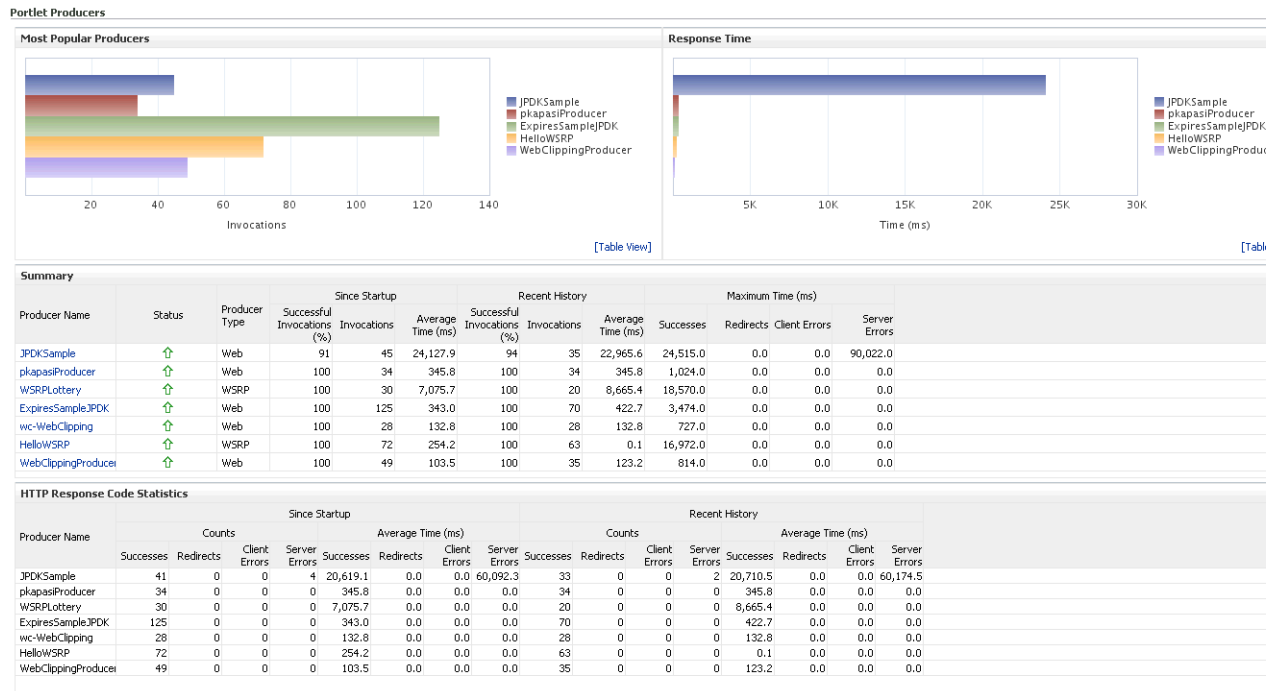 Portlet Producers
Most Popular Producers
JPDKSample
pkapasiProducer
ExpiresSampleJPDK
HelloWSRP
WebClippingProducer
20 40 60 80 100 120 140
Invocations
[Table View]
Response Time
JPDKSample
pkapasiProducer
ExpiresSampleJPDK
HelloWSRP
WebClippingProduc
5K 10K 15K 20K 25K 30K
Time (ms)
[Table
Summary
Since Startup Recent History Maximum Time (ms)
Producer Name Status Producer Type Successful Invocations (%) Invocations Average Time (ms) Successful Invocations (%) Invocations Average Time (ms) Successes Redirects Client Errors Server Errors
JPDKSample Web 91 45 24,127.9 94 35 22,965.6 24,515.0 0.0 0.0 90,022.0
pkapasiProducer Web 100 34 345.8 100 34 345.8 1,024.0 0.0 0.0 0.0
WSRPLottery WSRP 100 30 7,075.7 100 20 8,665.4 18,570.0 0.0 0.0 0.0
ExpiresSampleJPDK Web 100 125 343.0 100 70 422.7 3,474.0 0.0 0.0 0.0
wc-WebClipping Web 100 28 132.8 100 28 132.8 727.0 0.0 0.0 0.0
HelloWSRP WSRP 100 72 254.2 100 63 0.1 16,972.0 0.0 0.0 0.0
WebClippingProducer Web 100 49 103.5 100 35 123.2 814.0 0.0 0.0 0.0
HTTP Response Code Statistics
Since Startup Recent History
Counts Average Time (ms) Counts Average Time (ms)
Producer Name Successes Redirects Client Errors Server Errors Successes Redirects Client Errors Server Errors Successes Redirects Client Errors Server Errors Successes Redirects Client Errors Server Errors
JPDKSample 41 0 0 4 20,619.1 0.0 0.0 60,092.3 33 0 0 2 20,710.5 0.0 0.0 60,174.5
pkapasiProducer 34 0 0 0 345.8 0.0 0.0 0.0 34 0 0 0 345.8 0.0 0.0 0.0
WSRPLottery 30 0 0 0 7,075.7 0.0 0.0 0.0 20 0 0 0 8,665.4 0.0 0.0 0.0
ExpiresSampleJPDK 125 0 0 0 343.0 0.0 0.0 0.0 70 0 0 0 422.7 0.0 0.0 0.0
wc-WebClipping 28 0 0 0 132.8 0.0 0.0 0.0 28 0 0 0 132.8 0.0 0.0 0.0
HelloWSRP 72 0 0 0 254.2 0.0 0.0 0.0 63 0 0 0 0.1 0.0 0.0 0.0
WebClippingProducer 49 0 0 0 103.5 0.0 0.0 0.0 35 0 0 0 123.2 0.0 0.0 0.0